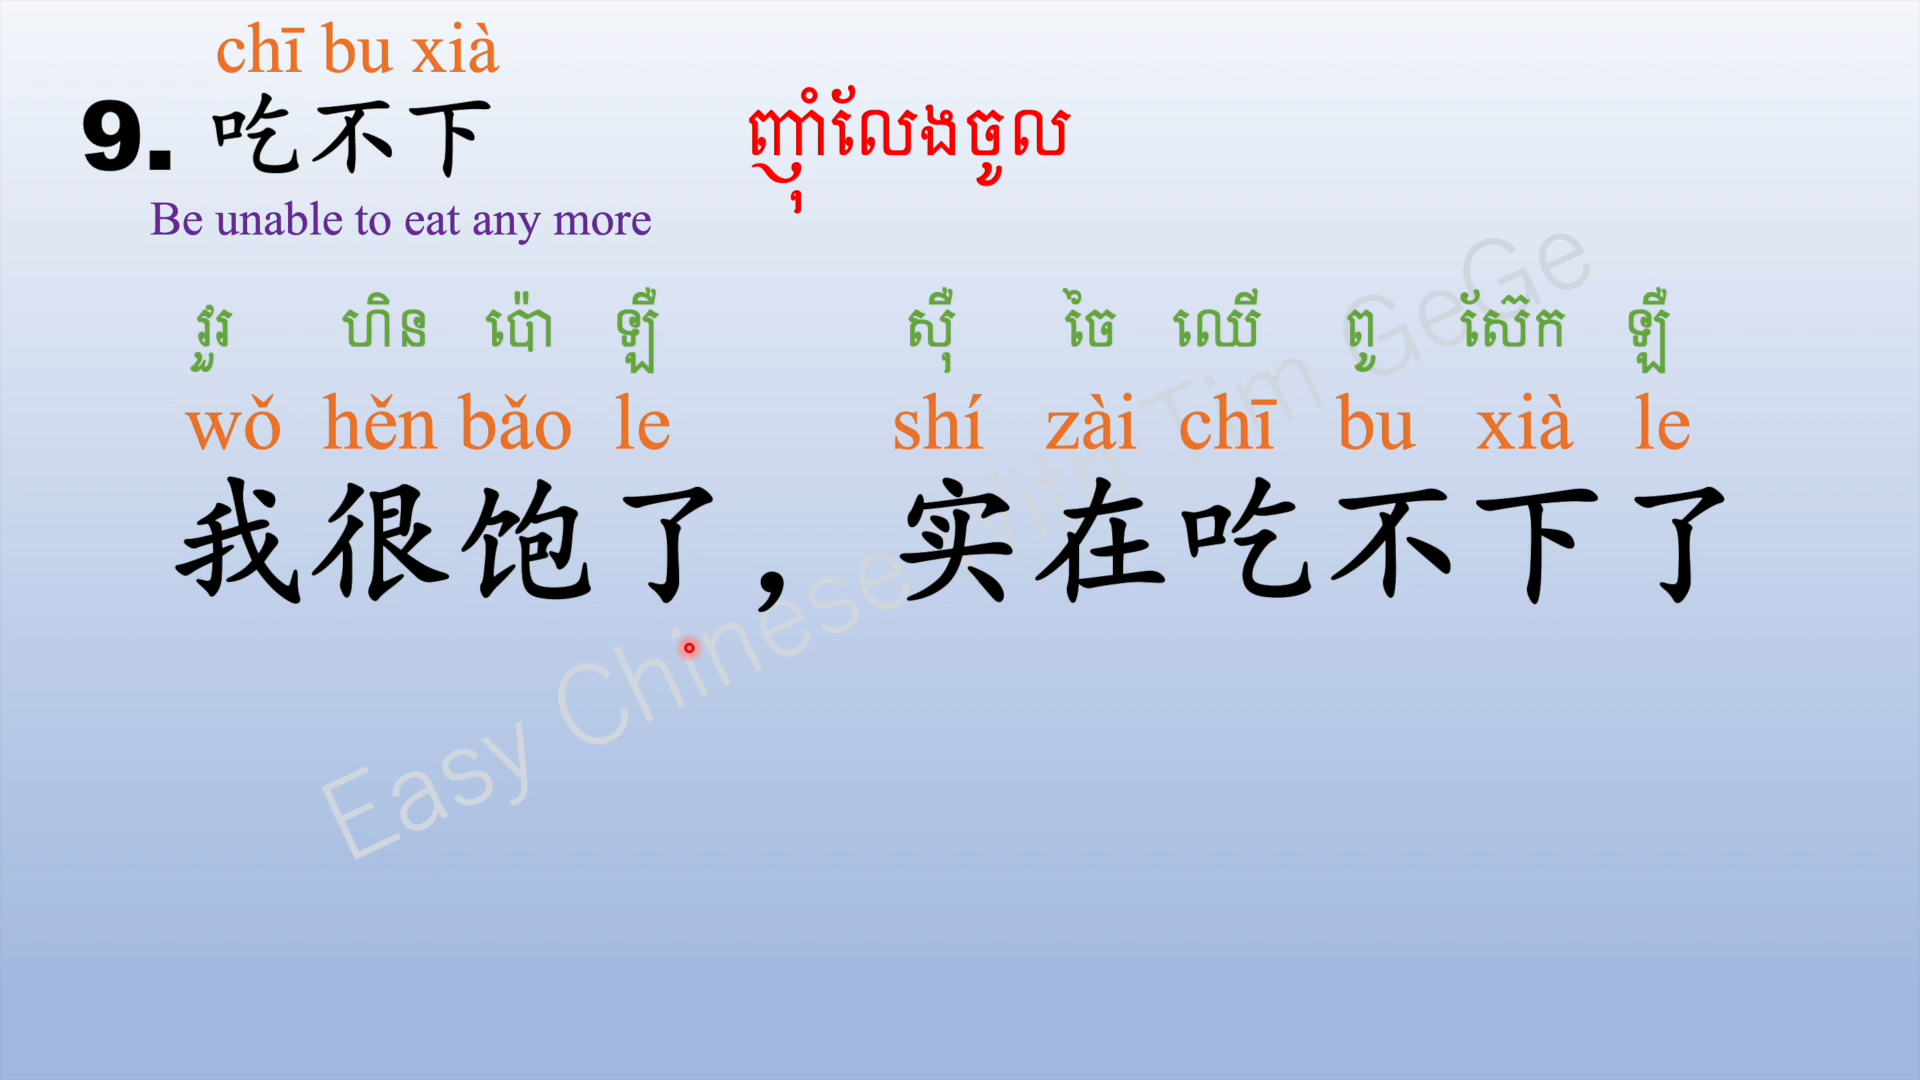 chī bu xià
9. 吃不下
ញ៉ាំលែងចូល
Be unable to eat any more
វួរ ហិន ប៉ោ ឡឺ ស៊ឺ ចៃ ឈើ ពូ ស៊ែក ឡឺ
wǒ hěn bǎo le shí zài chī bu xià le
我很饱了，实在吃不下了
Easy Chinese With Tim GeGe